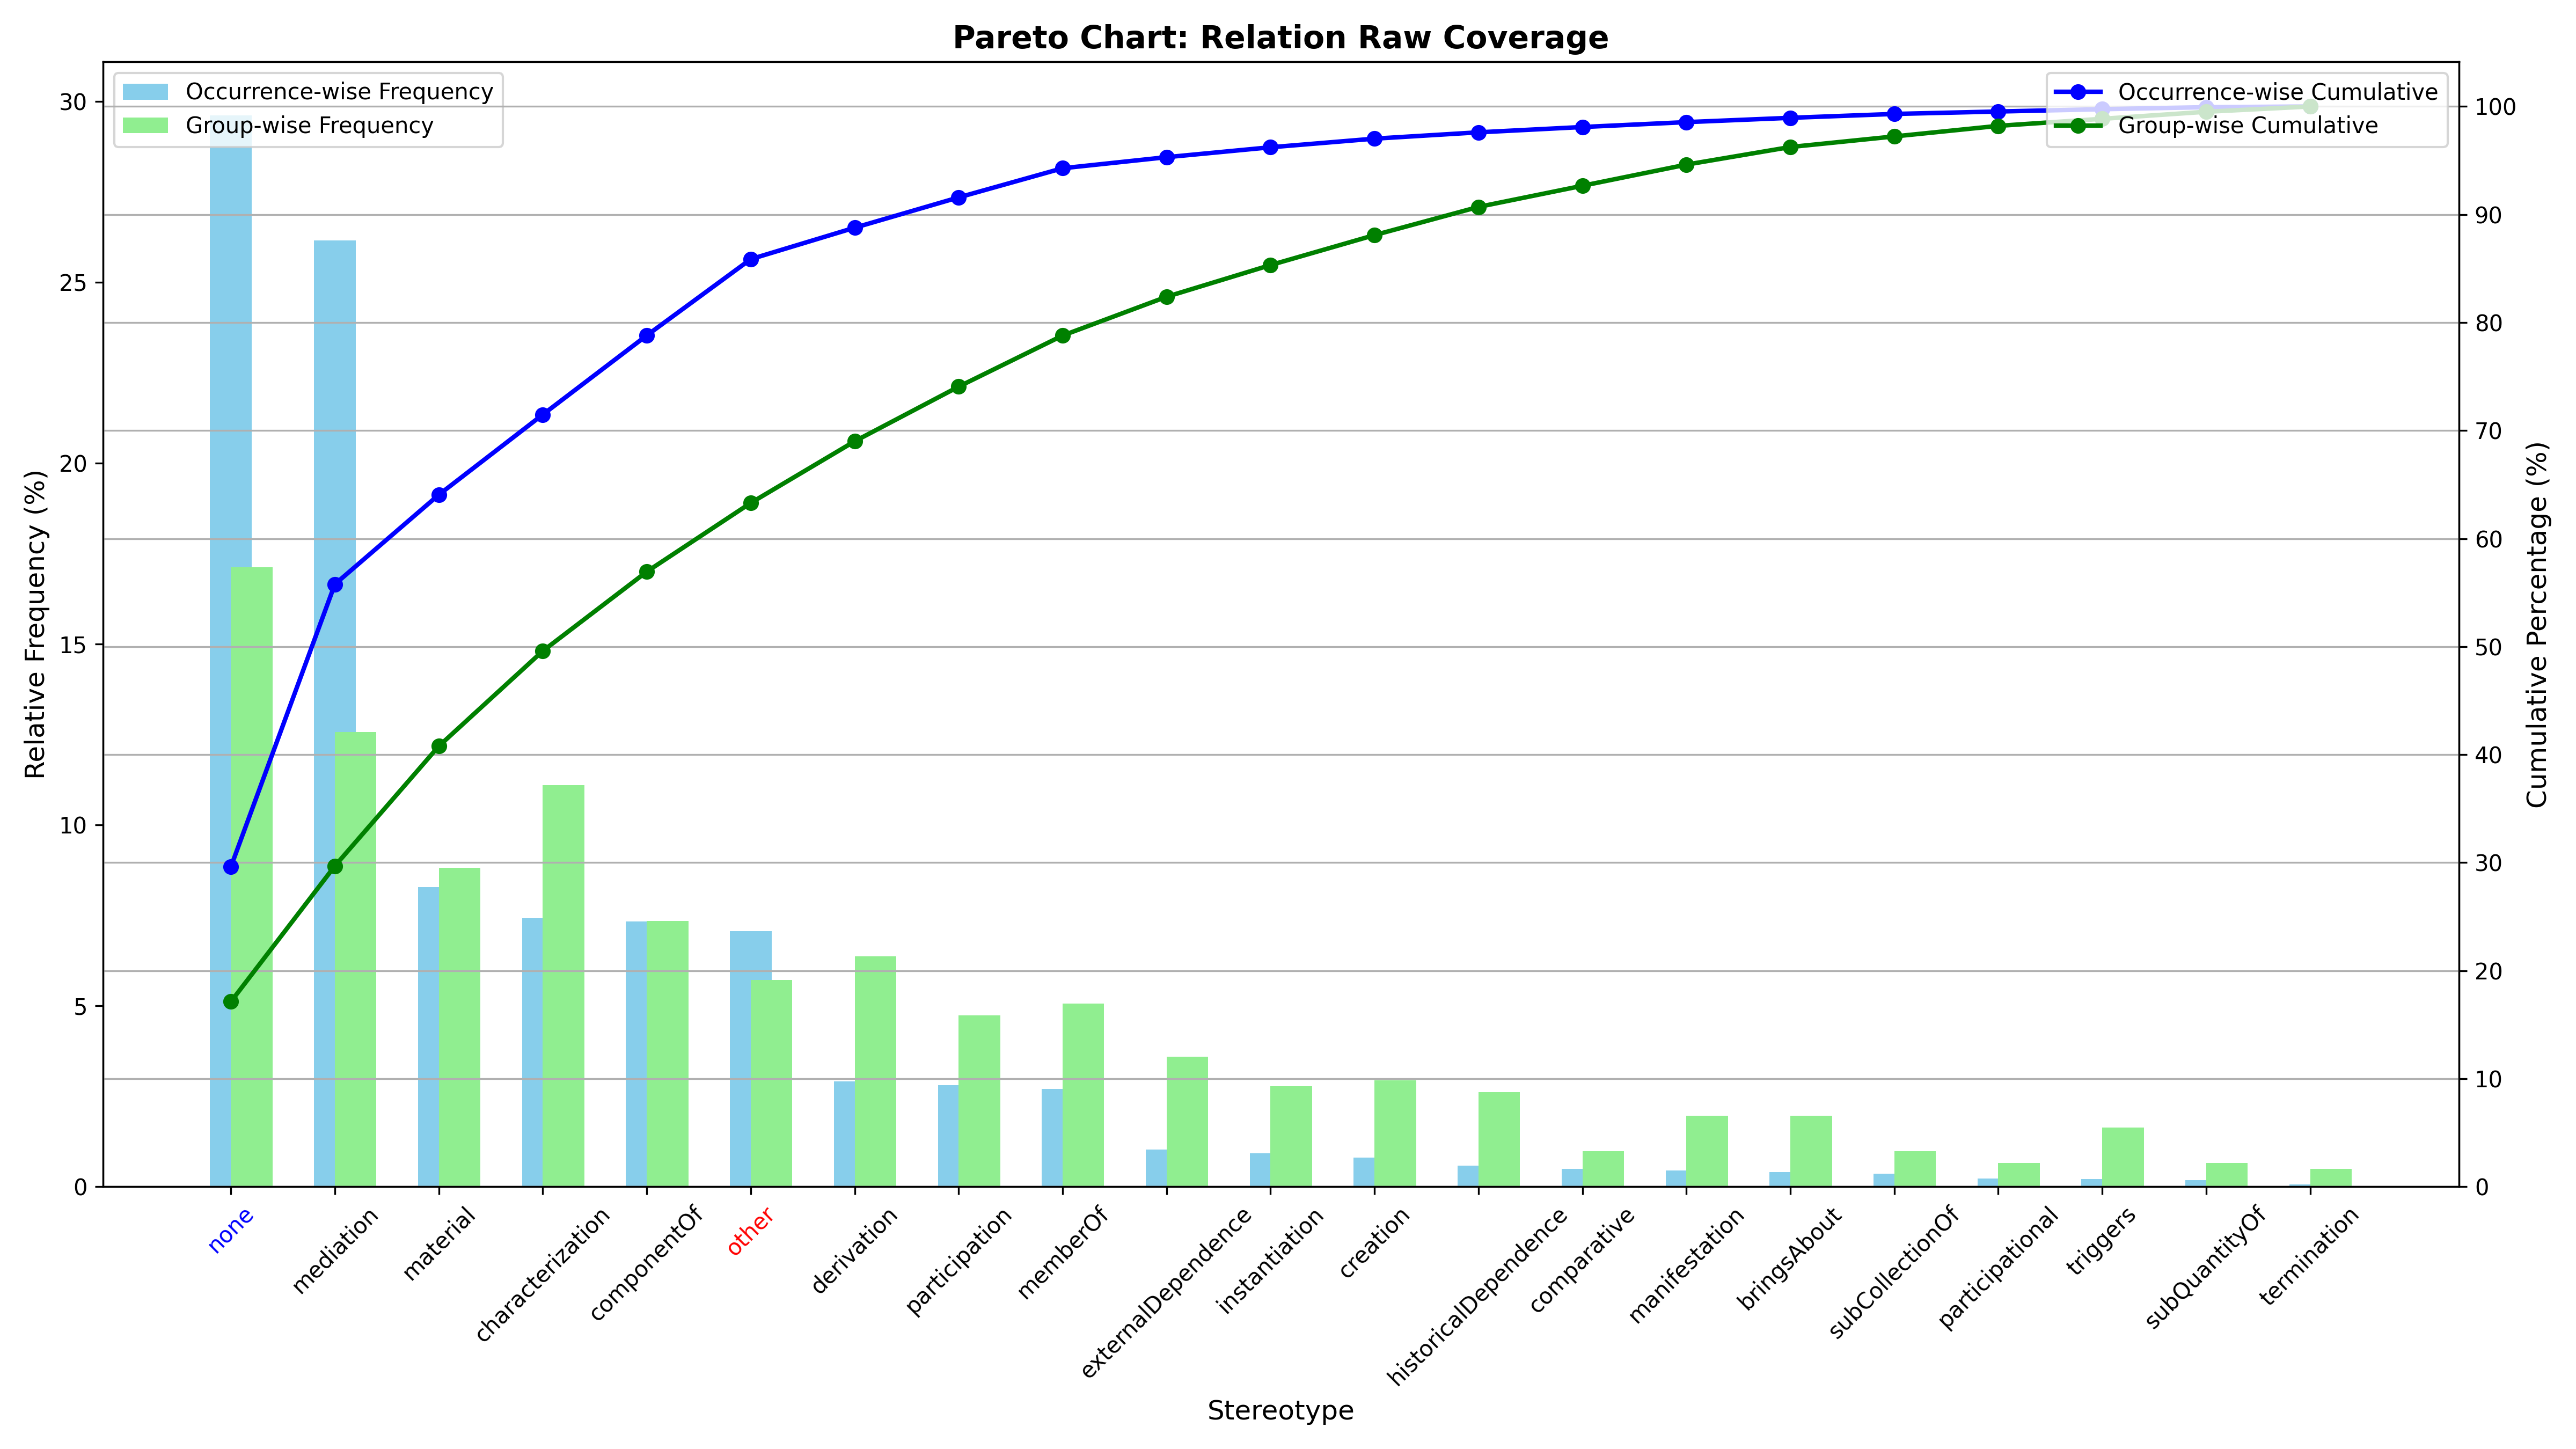 Pareto Chart: Relation Raw Coverage
Occurrence-wise Frequency
Group-wise Frequency
Occurrence-wise Cumulative
Group-wise Cumulative
Relative Frequency (%)
30
25
20
15
10
5
0
Cumulative Percentage (%)
100
90
80
70
60
50
40
30
20
10
0
none
mediation
material
characterization
componentOf
other
derivation
participation
memberOf
externalDependence
instantiation
creation
historicalDependence
comparative
manifestation
bringsAbout
subCollectionOf
participational
triggers
subQuantityOf
termination
Stereotype